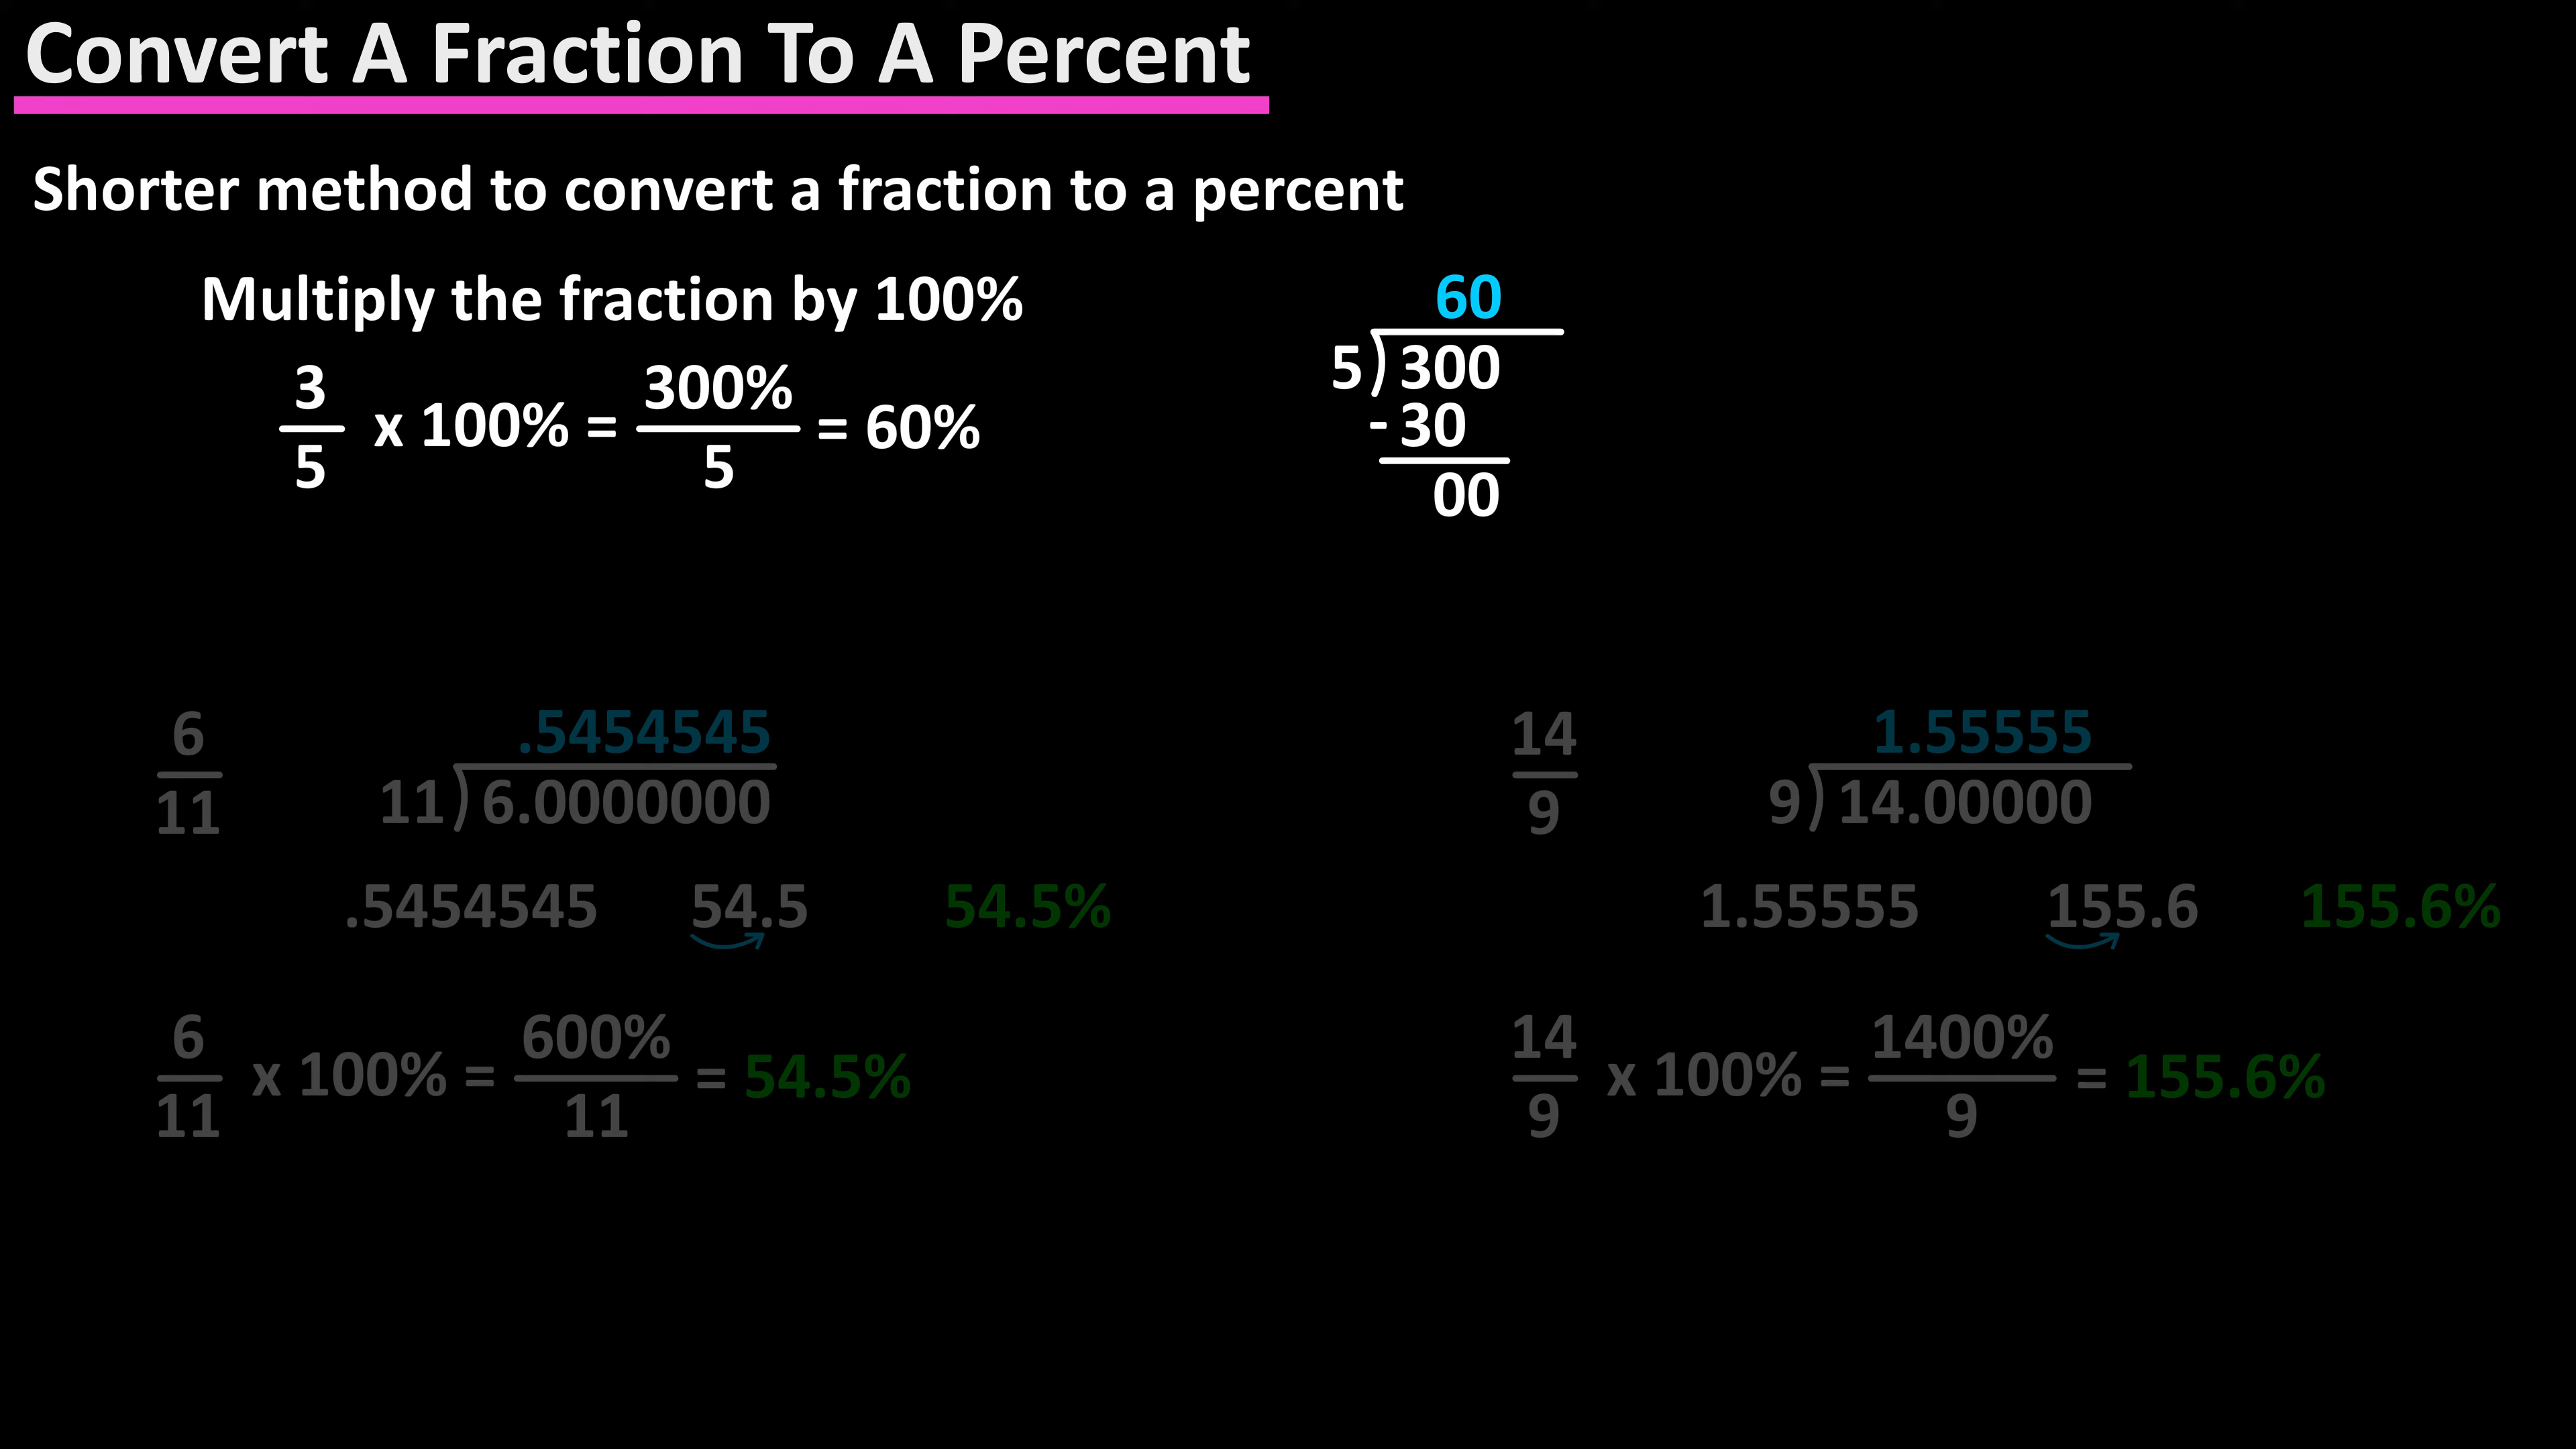 Convert A Fraction To A Percent
Shorter method to convert a fraction to a percent
Multiply the fraction by 100%
3/5 x 100% = 300%/5 = 60%
60
5)300
-30
00
6/11
.5454545
11)6.0000000
.5454545 54.5 54.5%
6/11 x 100% = 600%/11 = 54.5%
14/9
1.55555
9)14.00000
1.55555 155.6 155.6%
14/9 x 100% = 1400%/9 = 155.6%